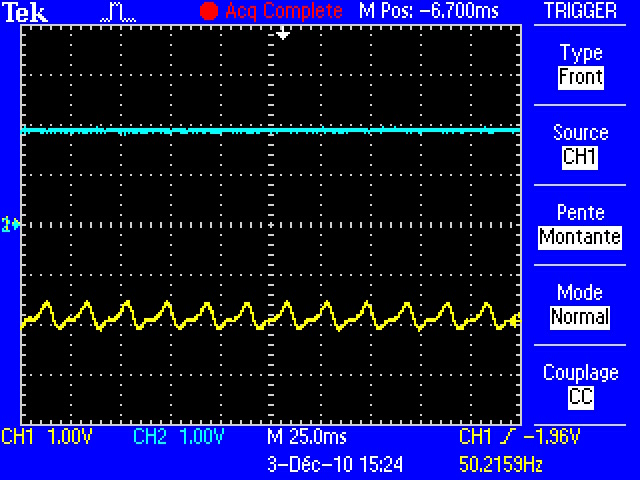 Tek Acq Complete M Pos: -6.700ms TRIGGER
Type
Front
Source
CH1
Pente
Montante
Mode
Normal
Couplage
CC
CH1 1.00V CH2 1.00V M 25.0ms CH1 -1.96V
3-Déc-10 15:24 50.2159Hz